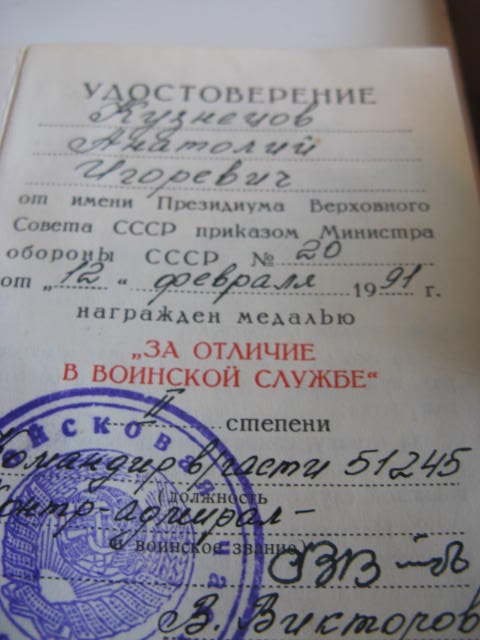 УДОСТОВЕРЕНИЕ
Кузнецов
Анатолий
Игоревич
от имени Президиума Верховного
Совета СССР приказом Министра
обороны СССР № 20
от „12“ февраля 1991 г.
награжден медалью
„ЗА ОТЛИЧИЕ
В ВОИНСКОЙ СЛУЖБЕ“
II степени
Командир в/части 51245
(должность
Контр-адмирал-
и воинское звание)
В. Викторов